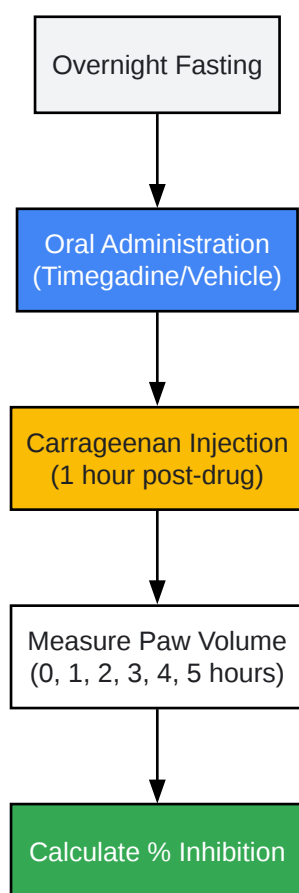 Overnight Fasting
Oral Administration
(Timegadine/Vehicle)
Carrageenan Injection
(1 hour post-drug)
Measure Paw Volume
(0, 1, 2, 3, 4, 5 hours)
Calculate % Inhibition